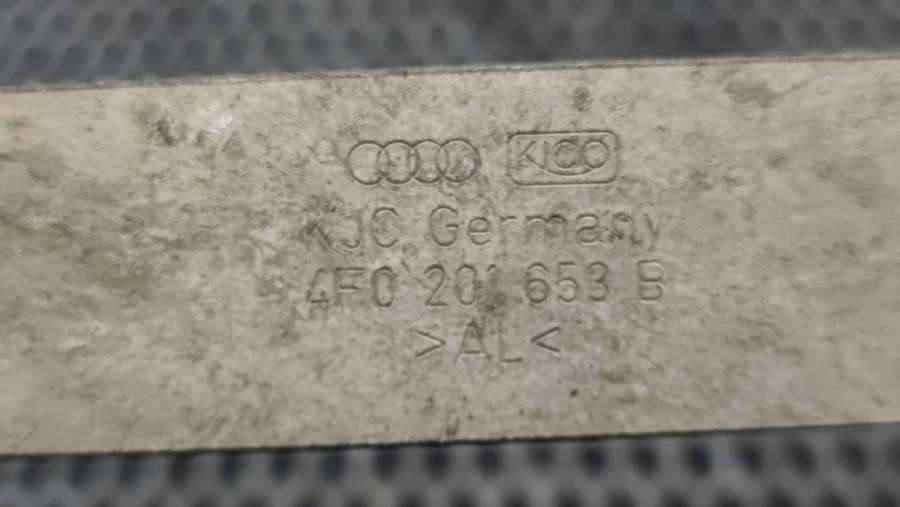 KICO
KJC Germany
4F0 201 653 B
>AL<